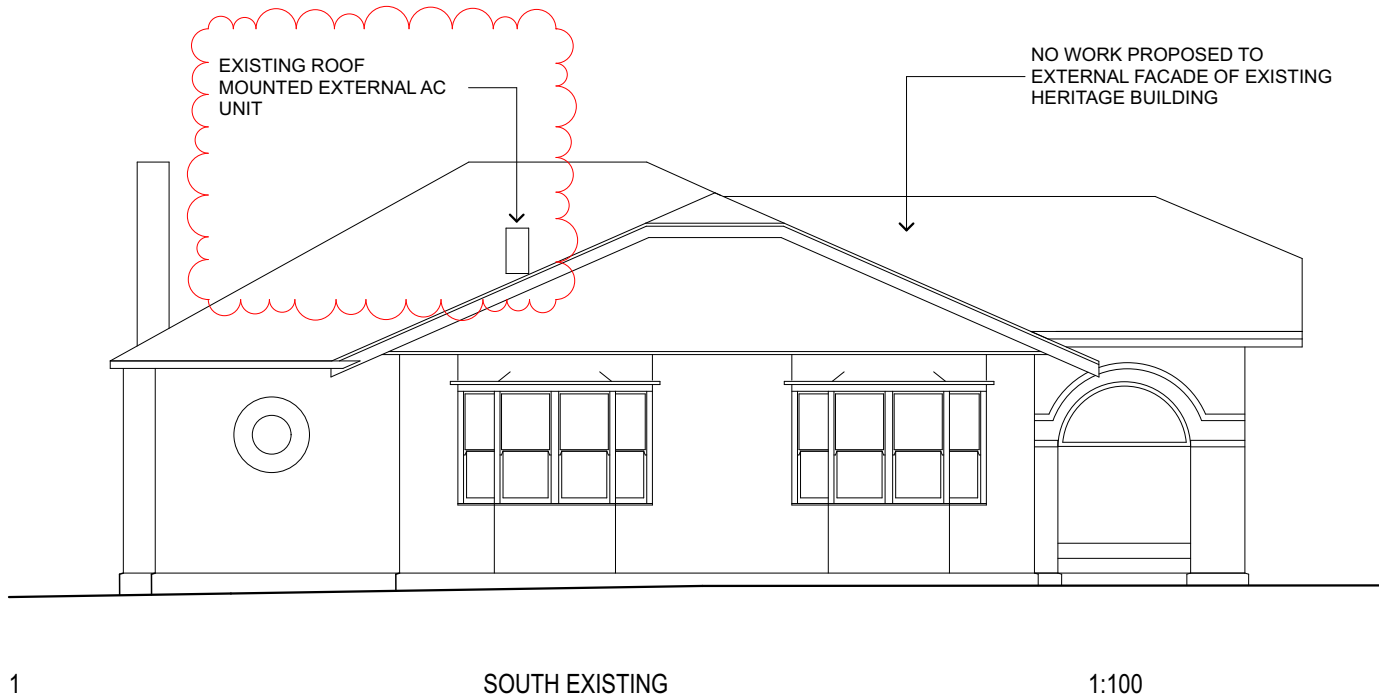 EXISTING ROOF
MOUNTED EXTERNAL AC
UNIT
NO WORK PROPOSED TO
EXTERNAL FACADE OF EXISTING
HERITAGE BUILDING
1 SOUTH EXISTING 1:100